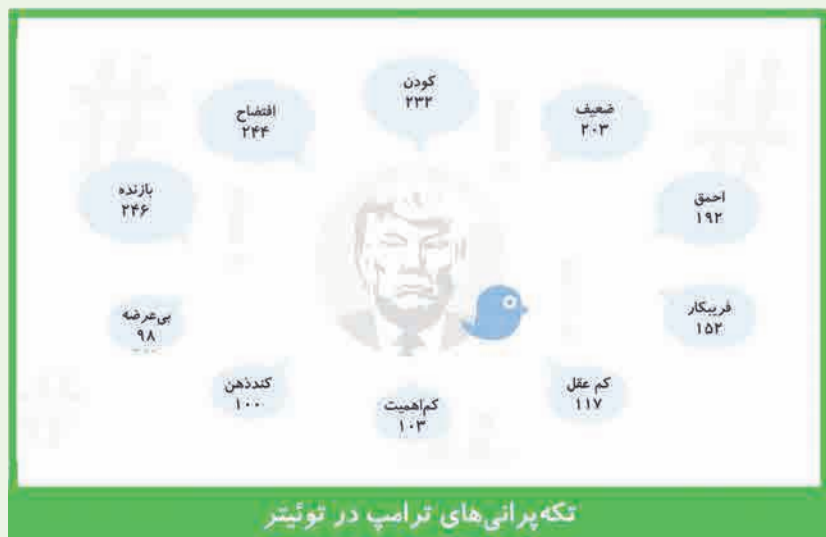 کودن
۲۳۲
ضعیف
۲۰۳
افتضاح
۲۴۴
احمق
۱۹۲
بازنده
۲۴۶
فریبکار
۱۵۲
بی‌عرضه
۹۸
کم عقل
۱۱۷
کندذهن
۱۰۰
کم‌اهمیت
۱۰۳
تکه‌پرانی‌های ترامپ در توئیتر